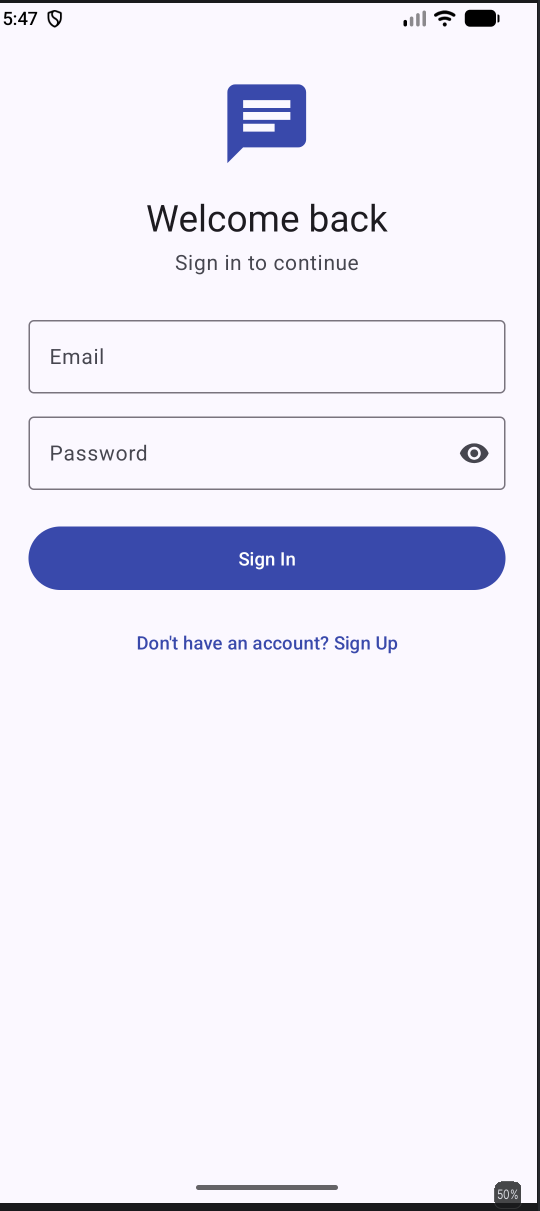 5:47
Welcome back
Sign in to continue
Email
Password
Sign In
Don't have an account? Sign Up
50%